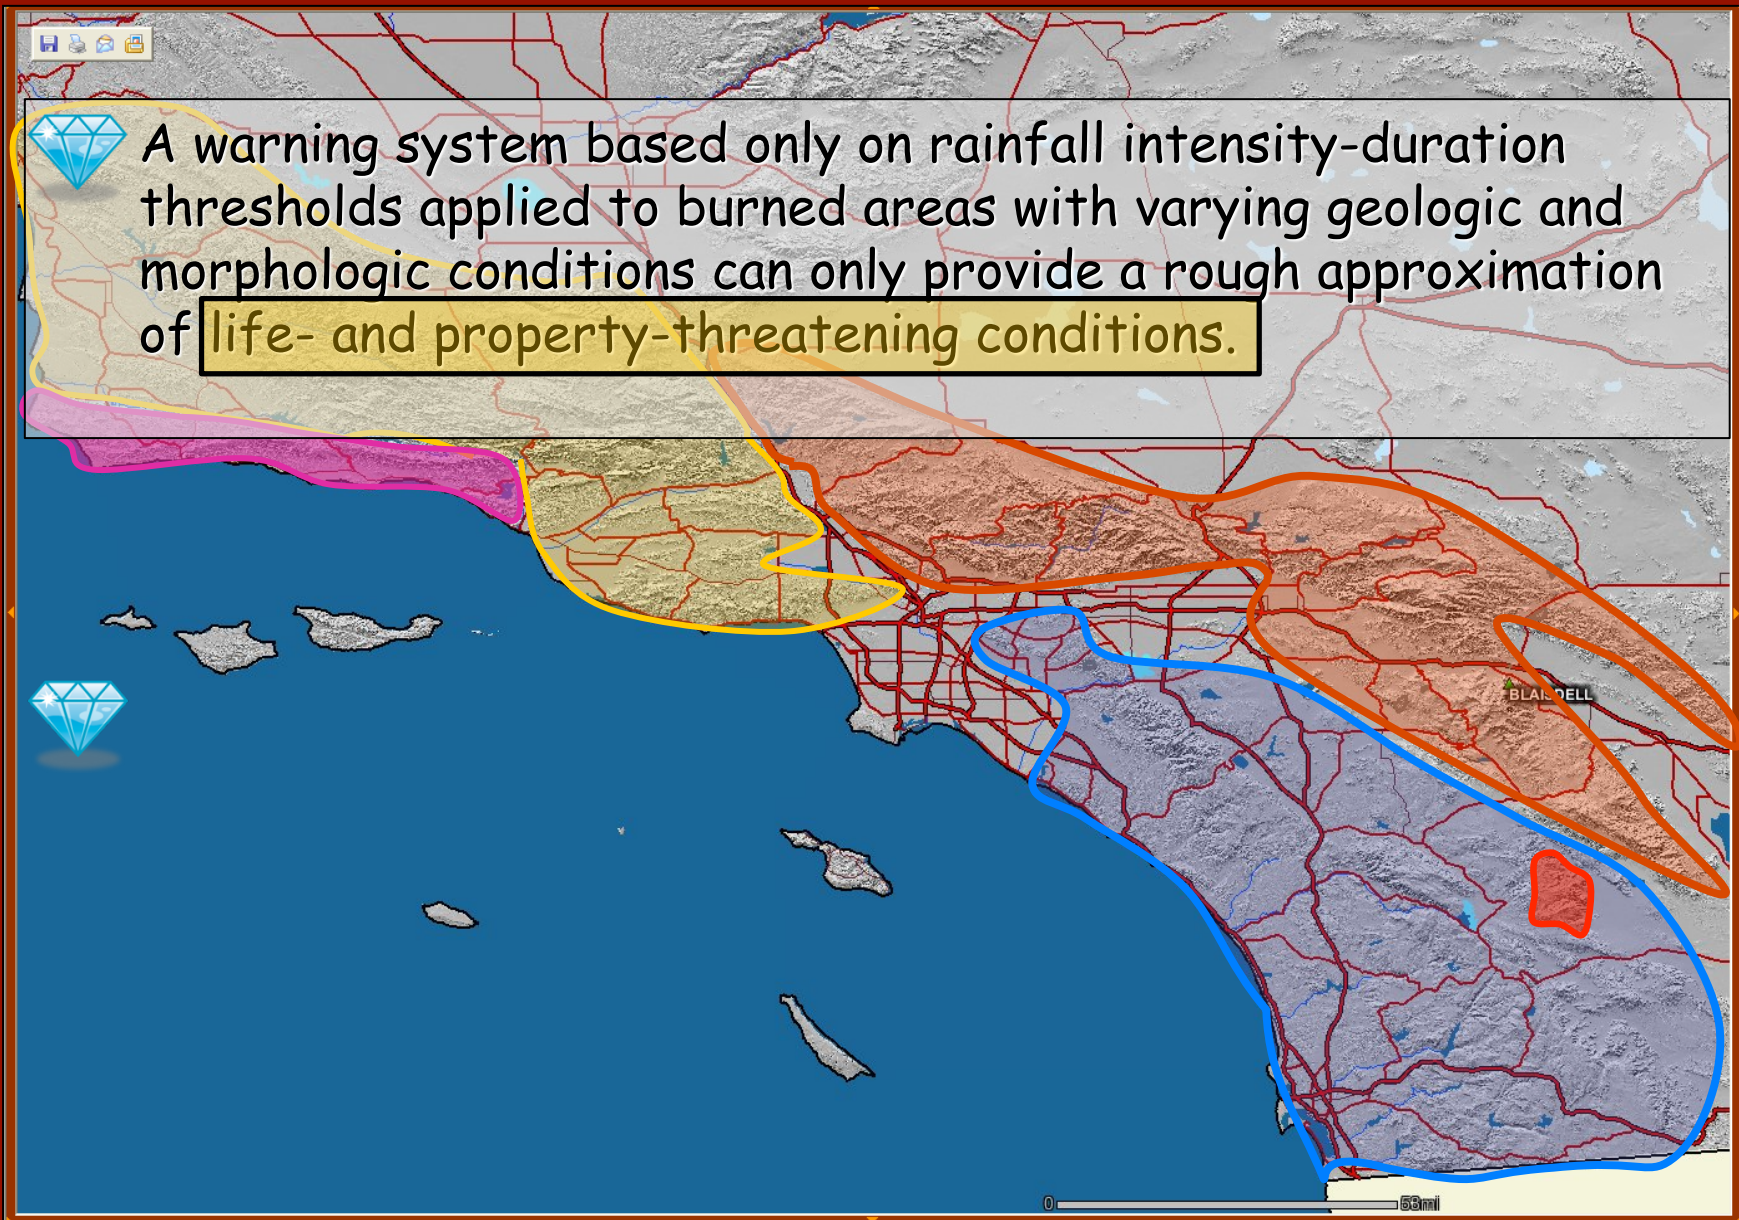 A warning system based only on rainfall intensity-duration
thresholds applied to burned areas with varying geologic and
morphologic conditions can only provide a rough approximation
of life- and property-threatening conditions.
BLAISDELL
0 58mi